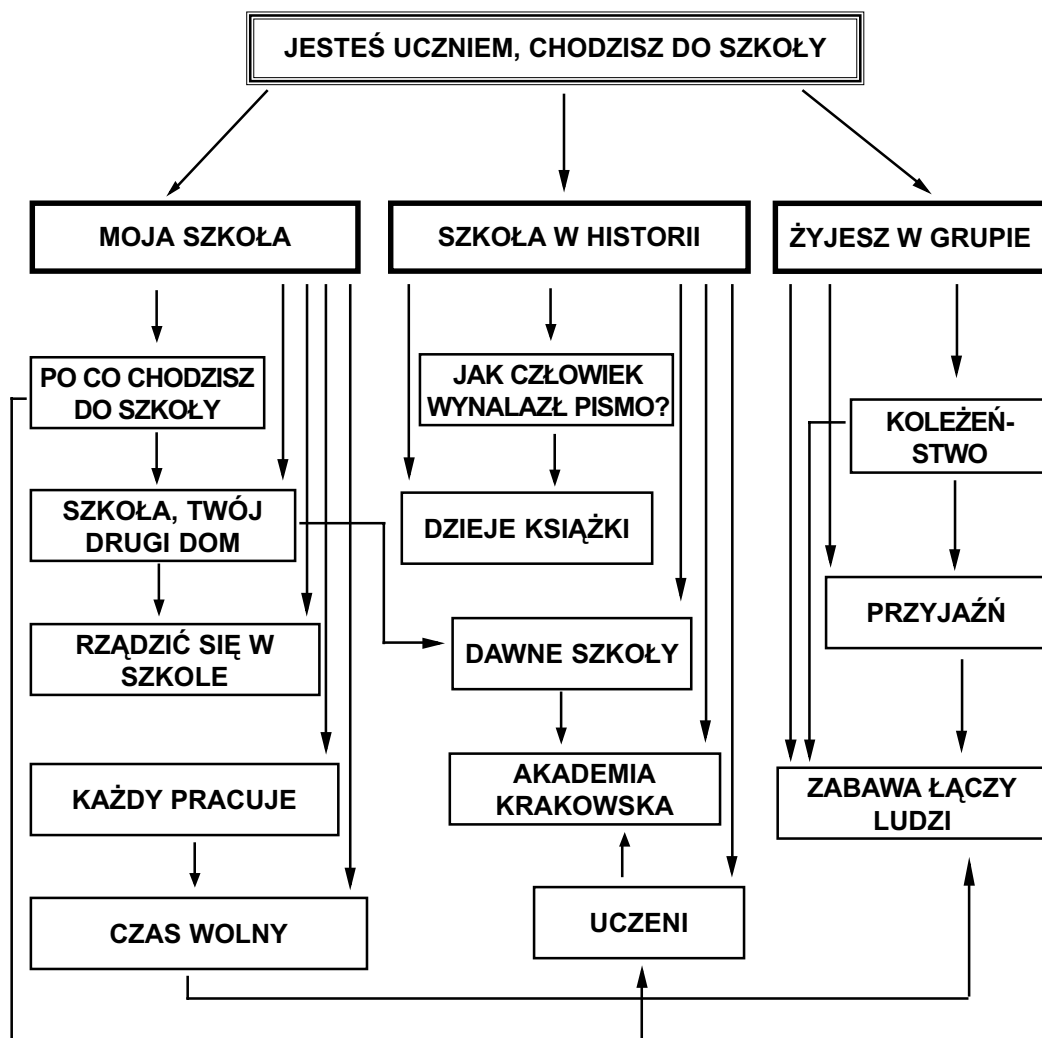 JESTEŚ UCZNIEM, CHODZISZ DO SZKOŁY
MOJA SZKOŁA
SZKOŁA W HISTORII
ŻYJESZ W GRUPIE
PO CO CHODZISZ
DO SZKOŁY
JAK CZŁOWIEK
WYNALAZŁ PISMO?
KOLEŻEŃ-
STWO
SZKOŁA, TWÓJ
DRUGI DOM
DZIEJE KSIĄŻKI
PRZYJAŹŃ
RZĄDZIĆ SIĘ W
SZKOLE
DAWNE SZKOŁY
KAŻDY PRACUJE
AKADEMIA
KRAKOWSKA
ZABAWA ŁĄCZY
LUDZI
CZAS WOLNY
UCZENI